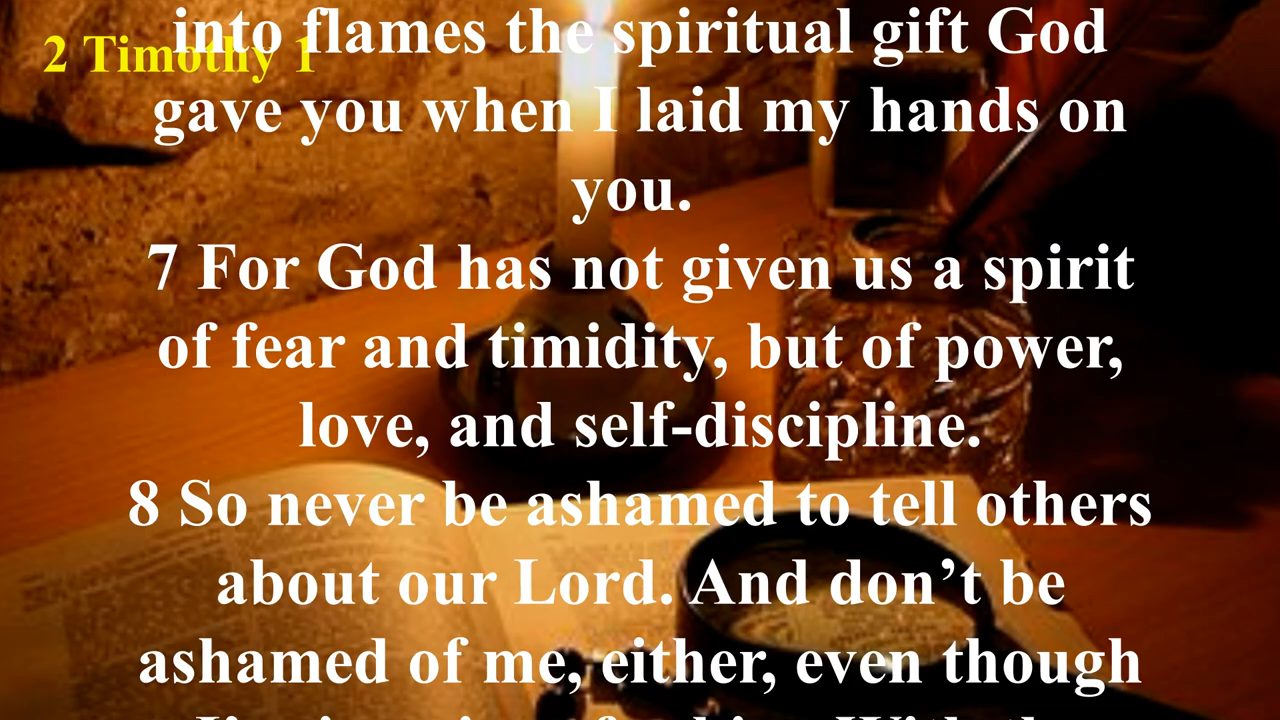 2 Timothy 1
into flames the spiritual gift God
gave you when I laid my hands on
you.
7 For God has not given us a spirit
of fear and timidity, but of power,
love, and self-discipline.
8 So never be ashamed to tell others
about our Lord. And don’t be
ashamed of me, either, even though